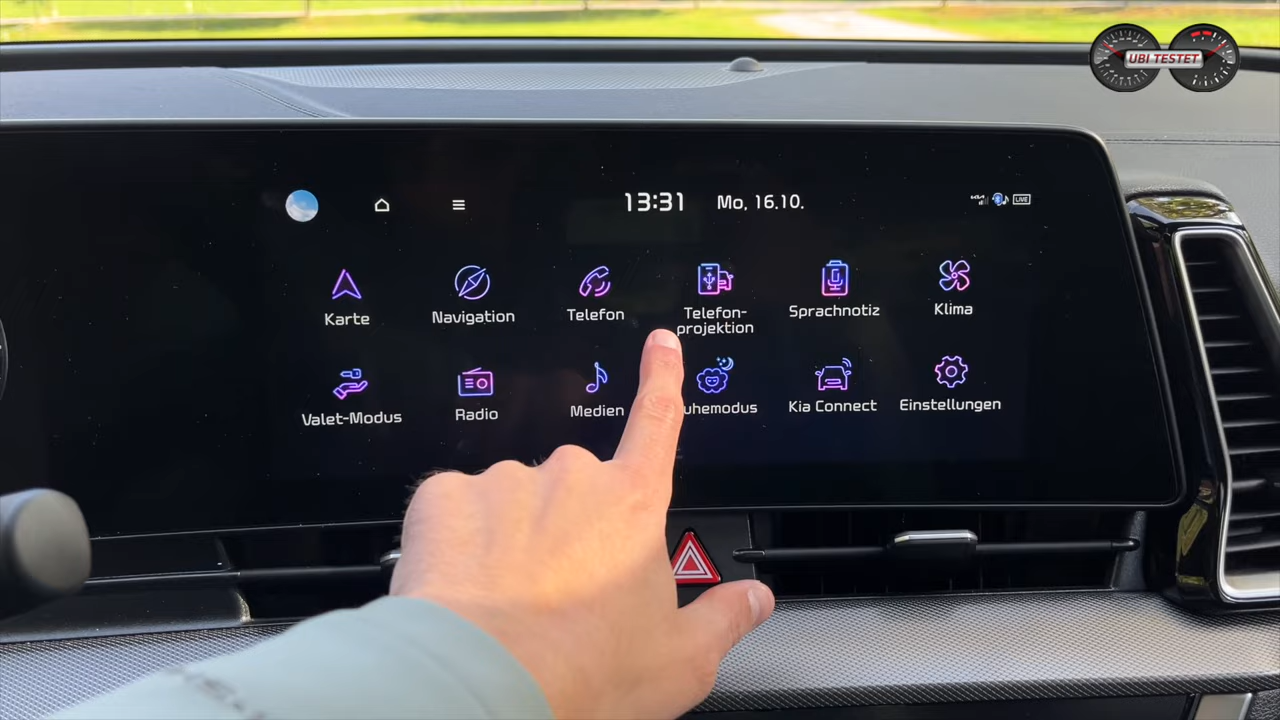 UBI TESTET
13:31 Mo, 16.10. LIVE
Karte Navigation Telefon Telefon-
projektion Sprachnotiz Klima
Valet-Modus Radio Medien uhemodus Kia Connect Einstellungen